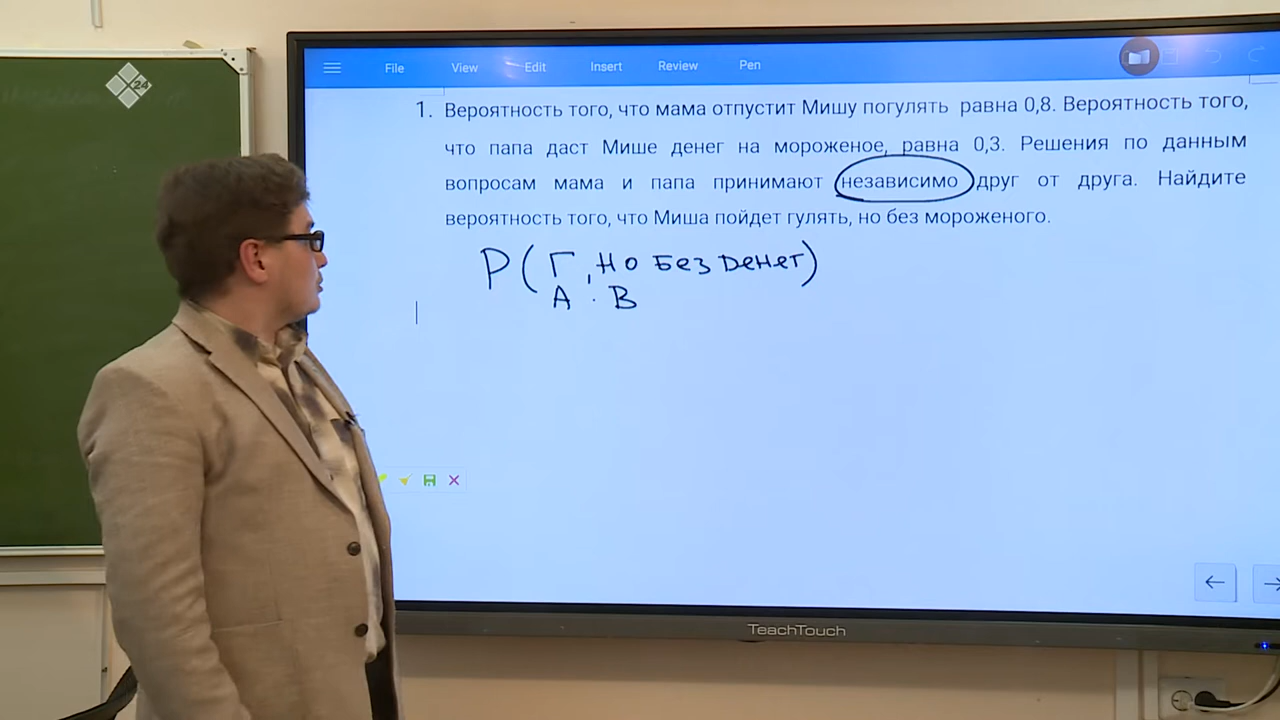 24
File View Edit Insert Review Pen
1. Вероятность того, что мама отпустит Мишу погулять равна 0,8. Вероятность того,
что папа даст Мише денег на мороженое, равна 0,3. Решения по данным
вопросам мама и папа принимают независимо друг от друга. Найдите
вероятность того, что Миша пойдет гулять, но без мороженого.
P(Г, но без денег)
A · B
TeachTouch